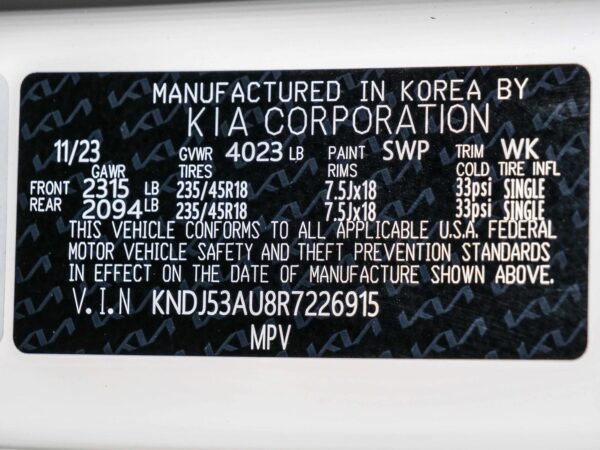 MANUFACTURED IN KOREA BY
KIA CORPORATION
11/23 GVWR 4023 LB PAINT SWP TRIM WK
GAWR TIRES RIMS COLD TIRE INFL
FRONT 2315 LB 235/45R18 7.5Jx18 33psi SINGLE
REAR 2094 LB 235/45R18 7.5Jx18 33psi SINGLE
THIS VEHICLE CONFORMS TO ALL APPLICABLE U.S.A. FEDERAL
MOTOR VEHICLE SAFETY AND THEFT PREVENTION STANDARDS
IN EFFECT ON THE DATE OF MANUFACTURE SHOWN ABOVE.
V.I.N KNDJ53AU8R7226915
MPV